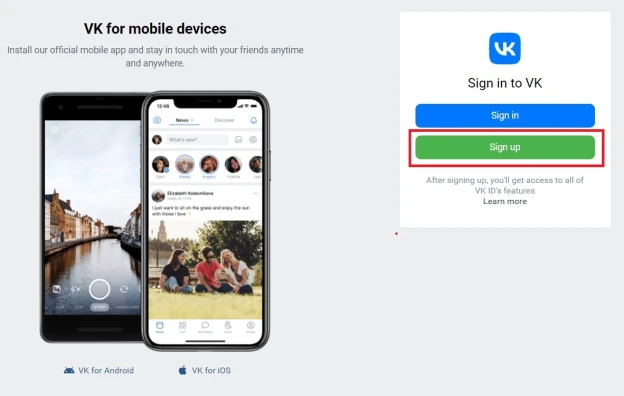 VK for mobile devices
Install our official mobile app and stay in touch with your friends anytime
and anywhere.
12:48
News
Discover
What's new?
Elizabeth Kolesnikova
I just want to sit on the grass and enjoy the sun
with those I love
VK for Android
VK for iOS
Sign in to VK
Sign in
Sign up
After signing up, you'll get access to all of
VK ID's features
Learn more